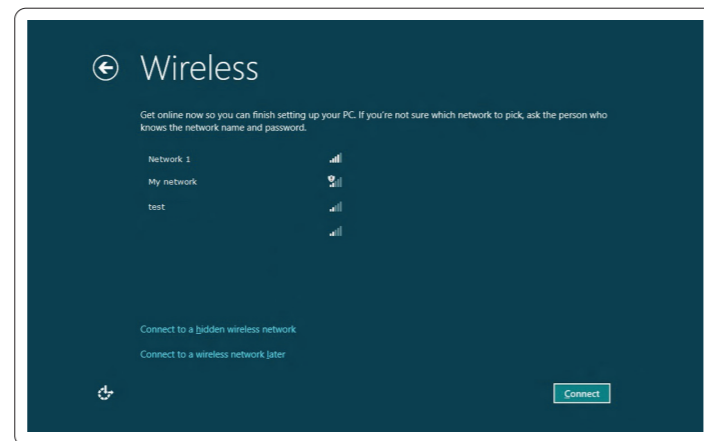 Wireless
Get online now so you can finish setting up your PC. If you're not sure which network to pick, ask the person who
knows the network name and password.
Network 1
My network
test
Connect to a hidden wireless network
Connect to a wireless network later
Connect